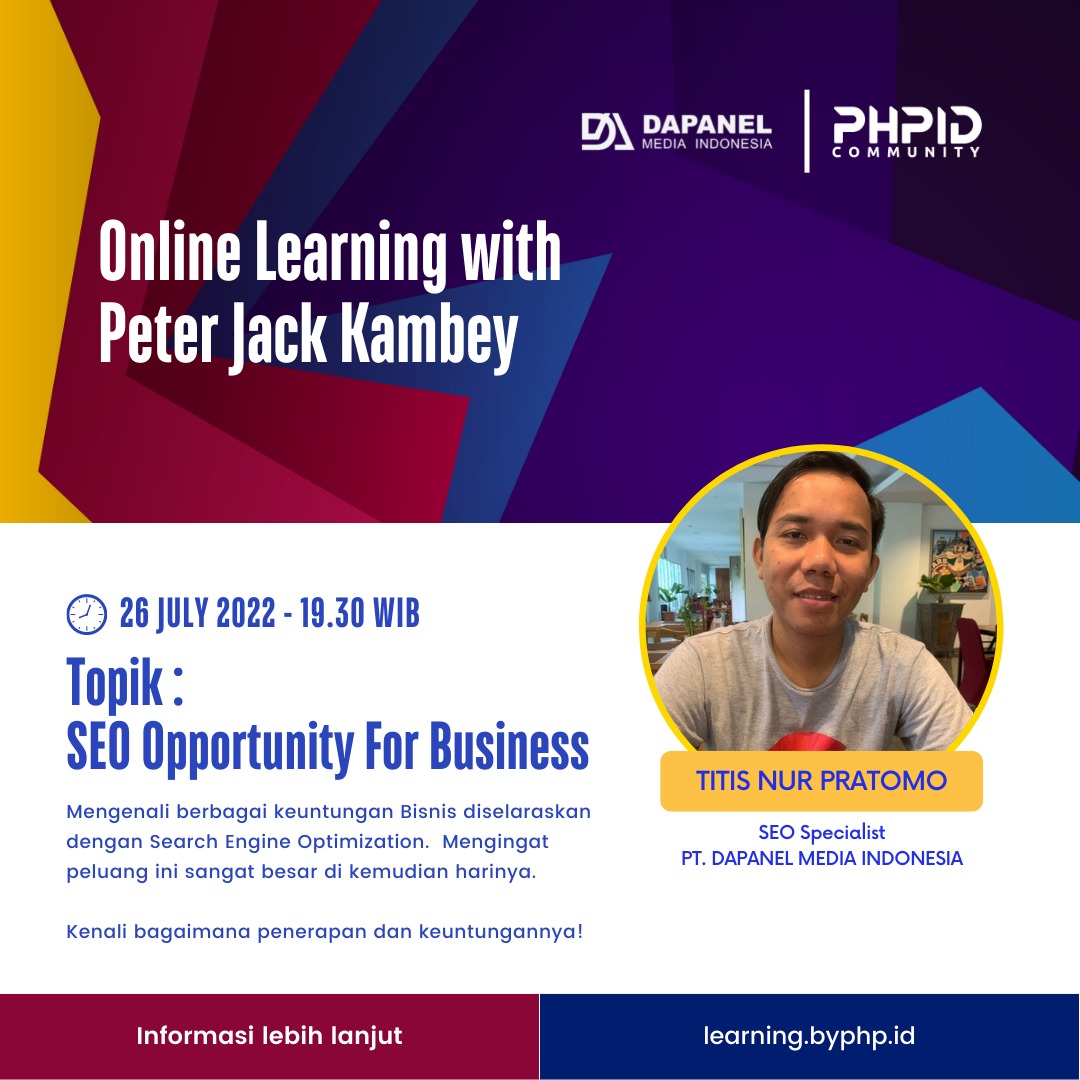 DAPANEL
MEDIA INDONESIA
PHPID
COMMUNITY
Online Learning with
Peter Jack Kambey
26 JULY 2022 - 19.30 WIB
Topik :
SEO Opportunity For Business
Mengenali berbagai keuntungan Bisnis diselaraskan
dengan Search Engine Optimization.  Mengingat
peluang ini sangat besar di kemudian harinya.
Kenali bagaimana penerapan dan keuntungannya!
TITIS NUR PRATOMO
SEO Specialist
PT. DAPANEL MEDIA INDONESIA
Informasi lebih lanjut
learning.byphp.id